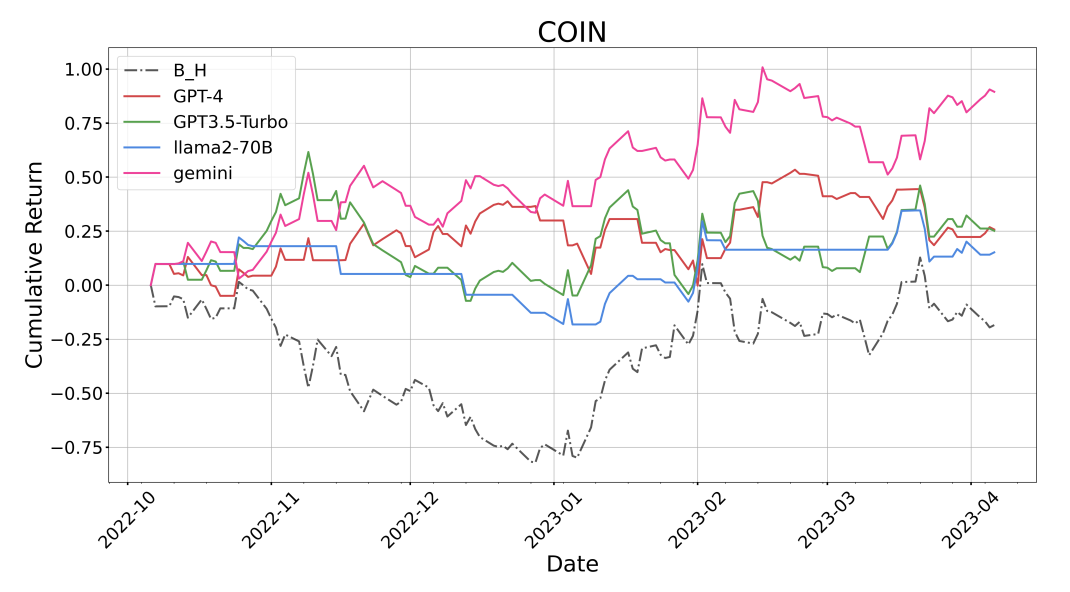 COIN
B_H
GPT-4
GPT3.5-Turbo
llama2-70B
gemini
Cumulative Return
1.00
0.75
0.50
0.25
0.00
−0.25
−0.50
−0.75
2022-10
2022-11
2022-12
2023-01
2023-02
2023-03
2023-04
Date